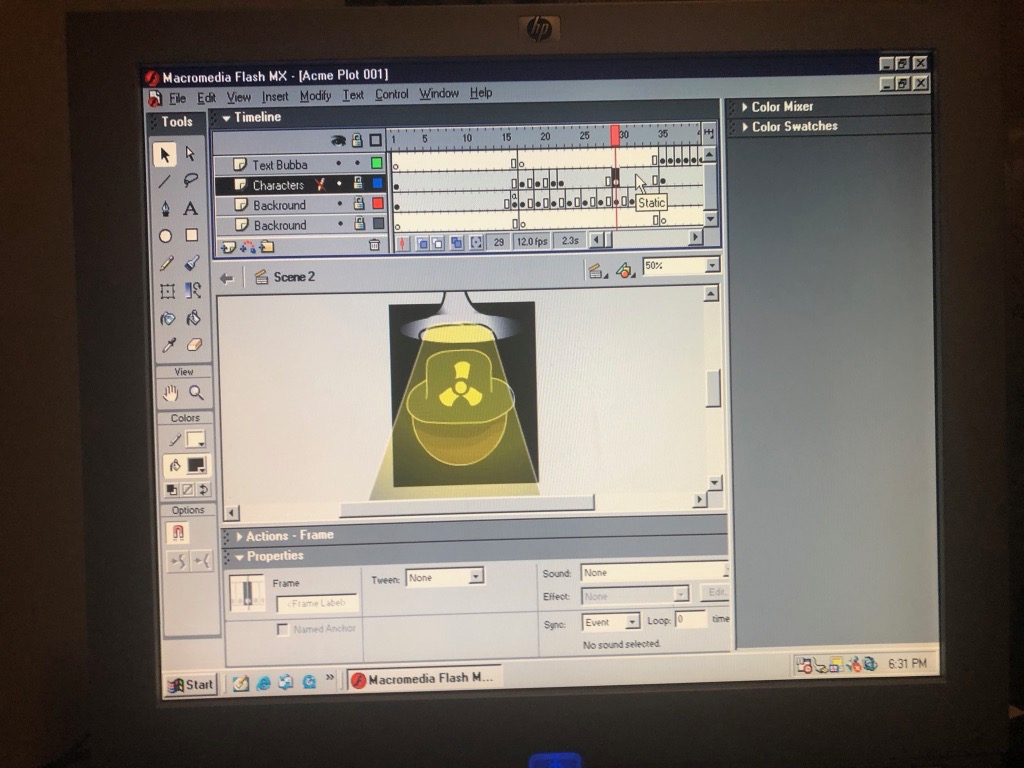 hp
Macromedia Flash MX - [Acme Plot 001]
File Edit View Insert Modify Text Control Window Help
Tools
Timeline
Color Mixer
Color Swatches
1 5 10 15 20 25 30 35
Text Bubba
Characters
Backround
a
Static
Backround
29 12.0 fps 2.3s
Scene 2
50%
View
Colors
Options
Actions - Frame
Properties
Frame
<Frame Label>
Named Anchor
Tween: None
Sound: None
Effect: None Edit
Sync: Event Loop: 0 time
No sound selected.
Start
Macromedia Flash M...
6:31 PM